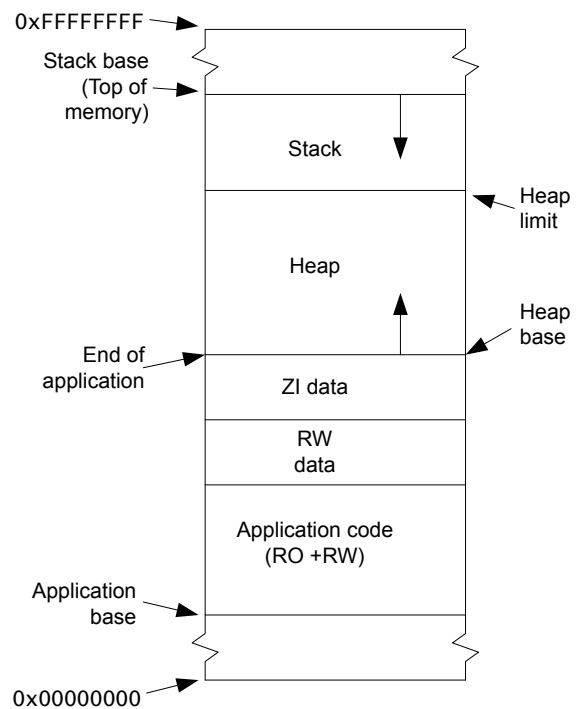 0xFFFFFFFF
Stack base
(Top of
memory)
Stack
Heap
limit
Heap
Heap
base
End of
application
ZI data
RW
data
Application code
(RO +RW)
Application
base
0x00000000